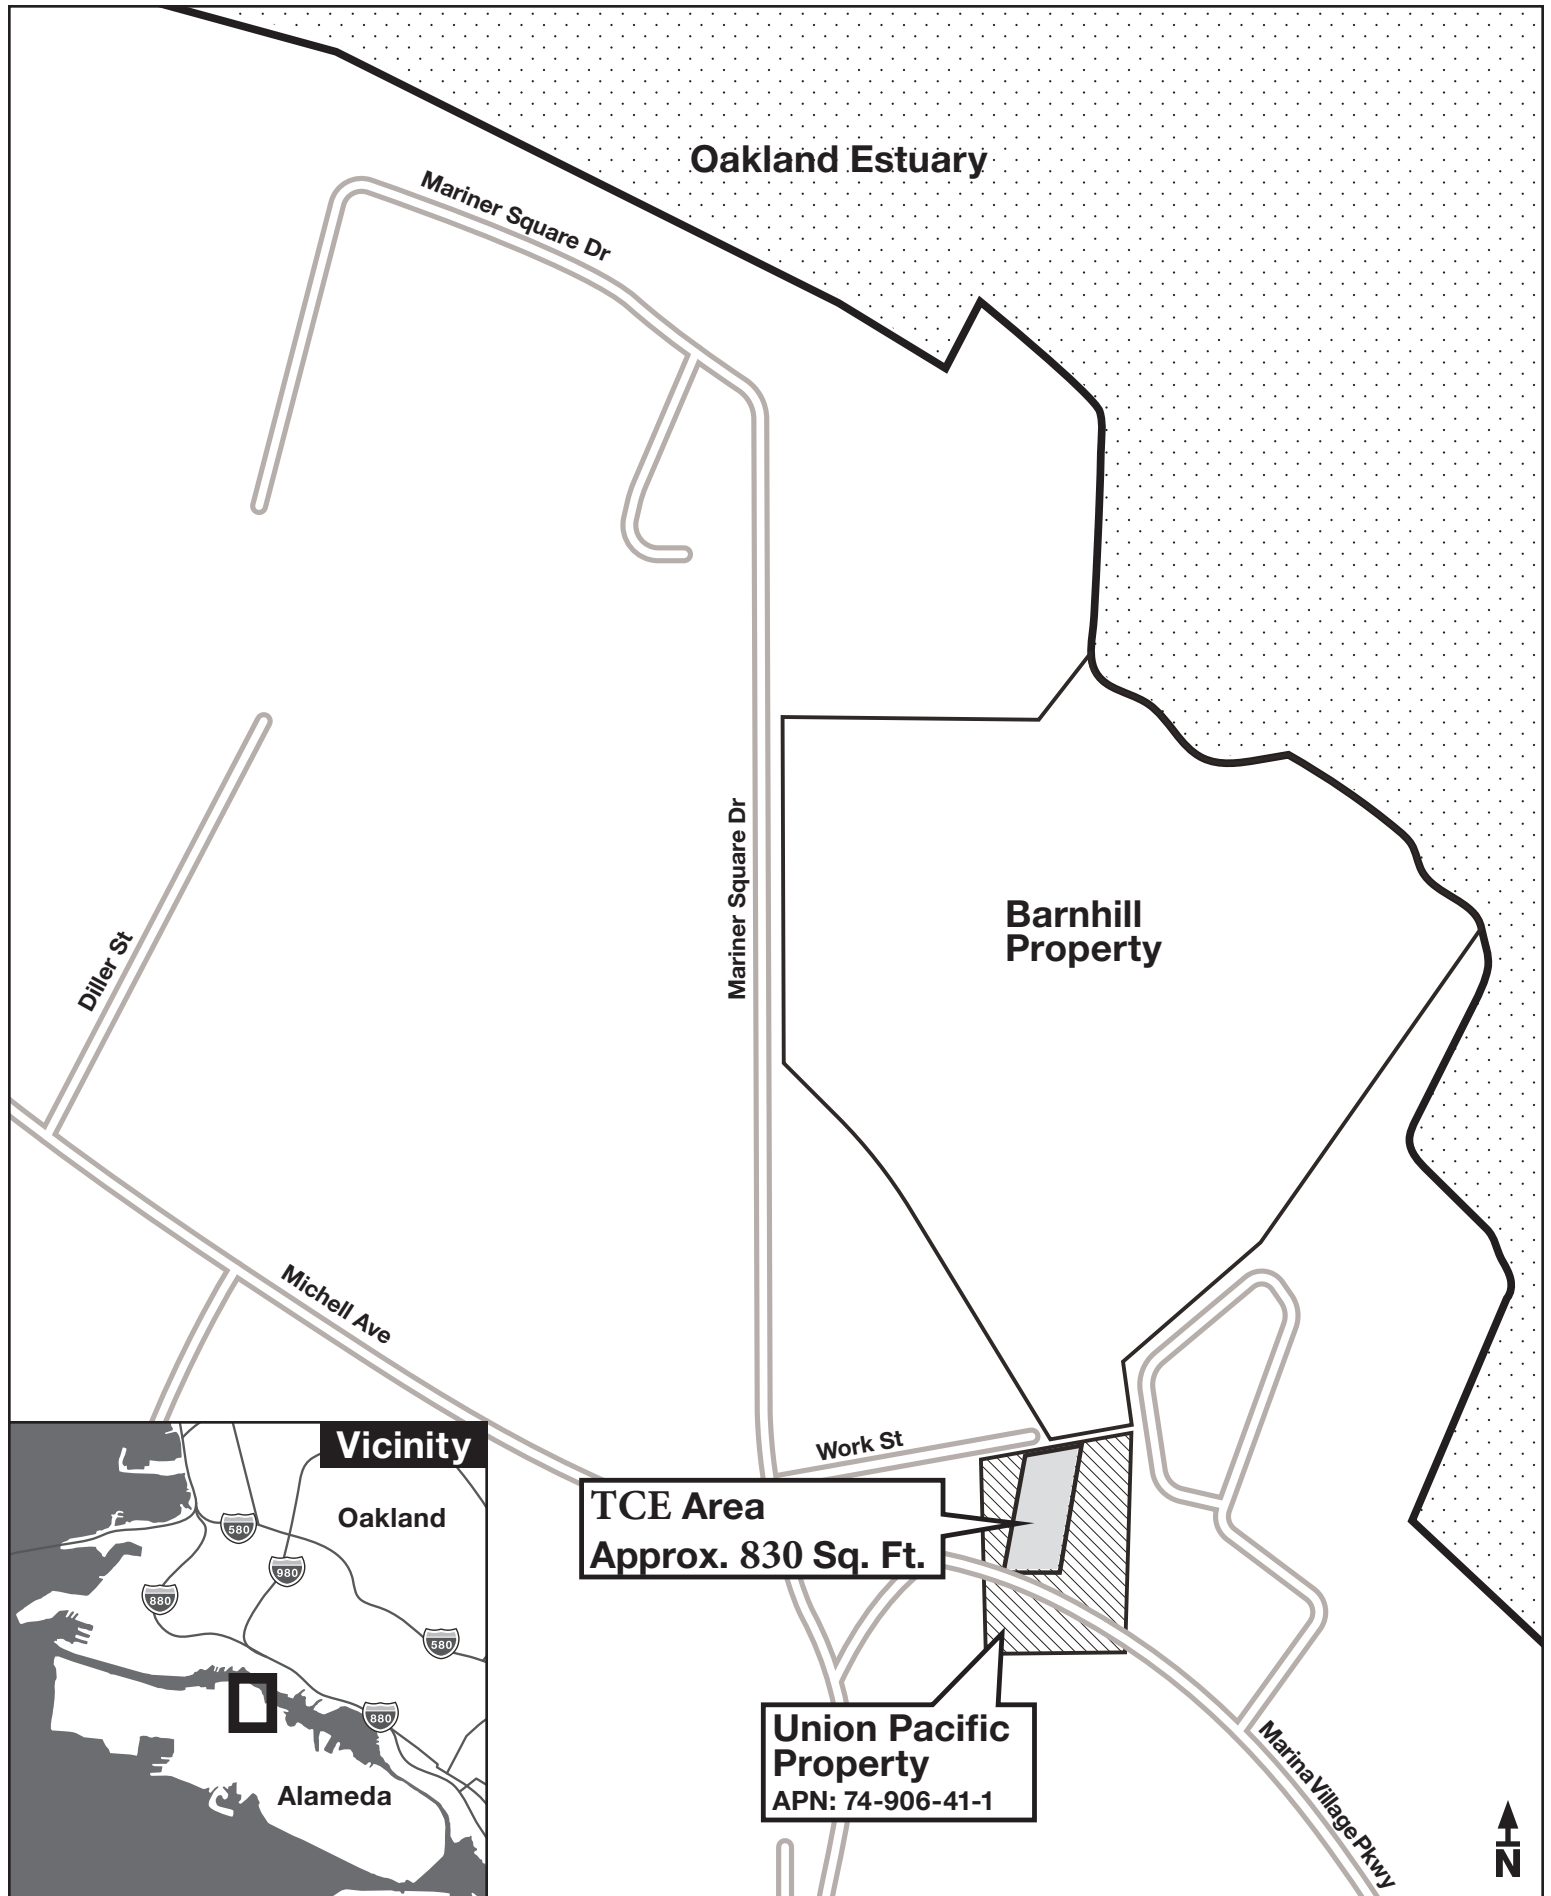 Oakland Estuary
Mariner Square Dr
Mariner Square Dr
Barnhill
Property
Diller St
Michell Ave
Work St
TCE Area
Approx. 830 Sq. Ft.
Union Pacific
Property
APN: 74-906-41-1
Marina Village Pkwy
N
Vicinity
Oakland
580
980
880
580
880
Alameda